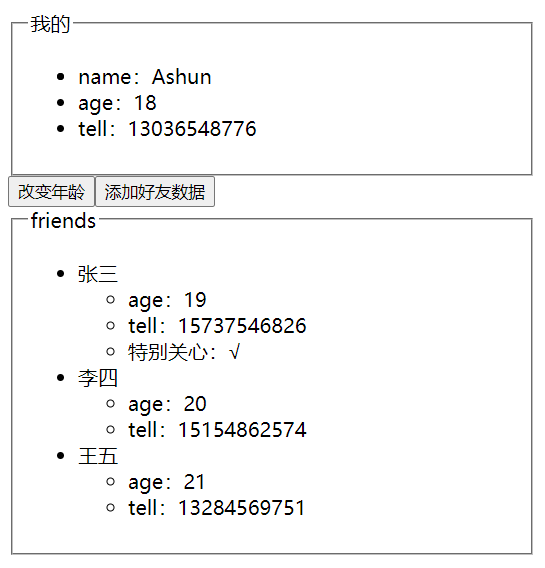 我的
name：Ashun
age：18
tell：13036548776
改变年龄 添加好友数据
friends
张三
age：19
tell：15737546826
特别关心：√
李四
age：20
tell：15154862574
王五
age：21
tell：13284569751